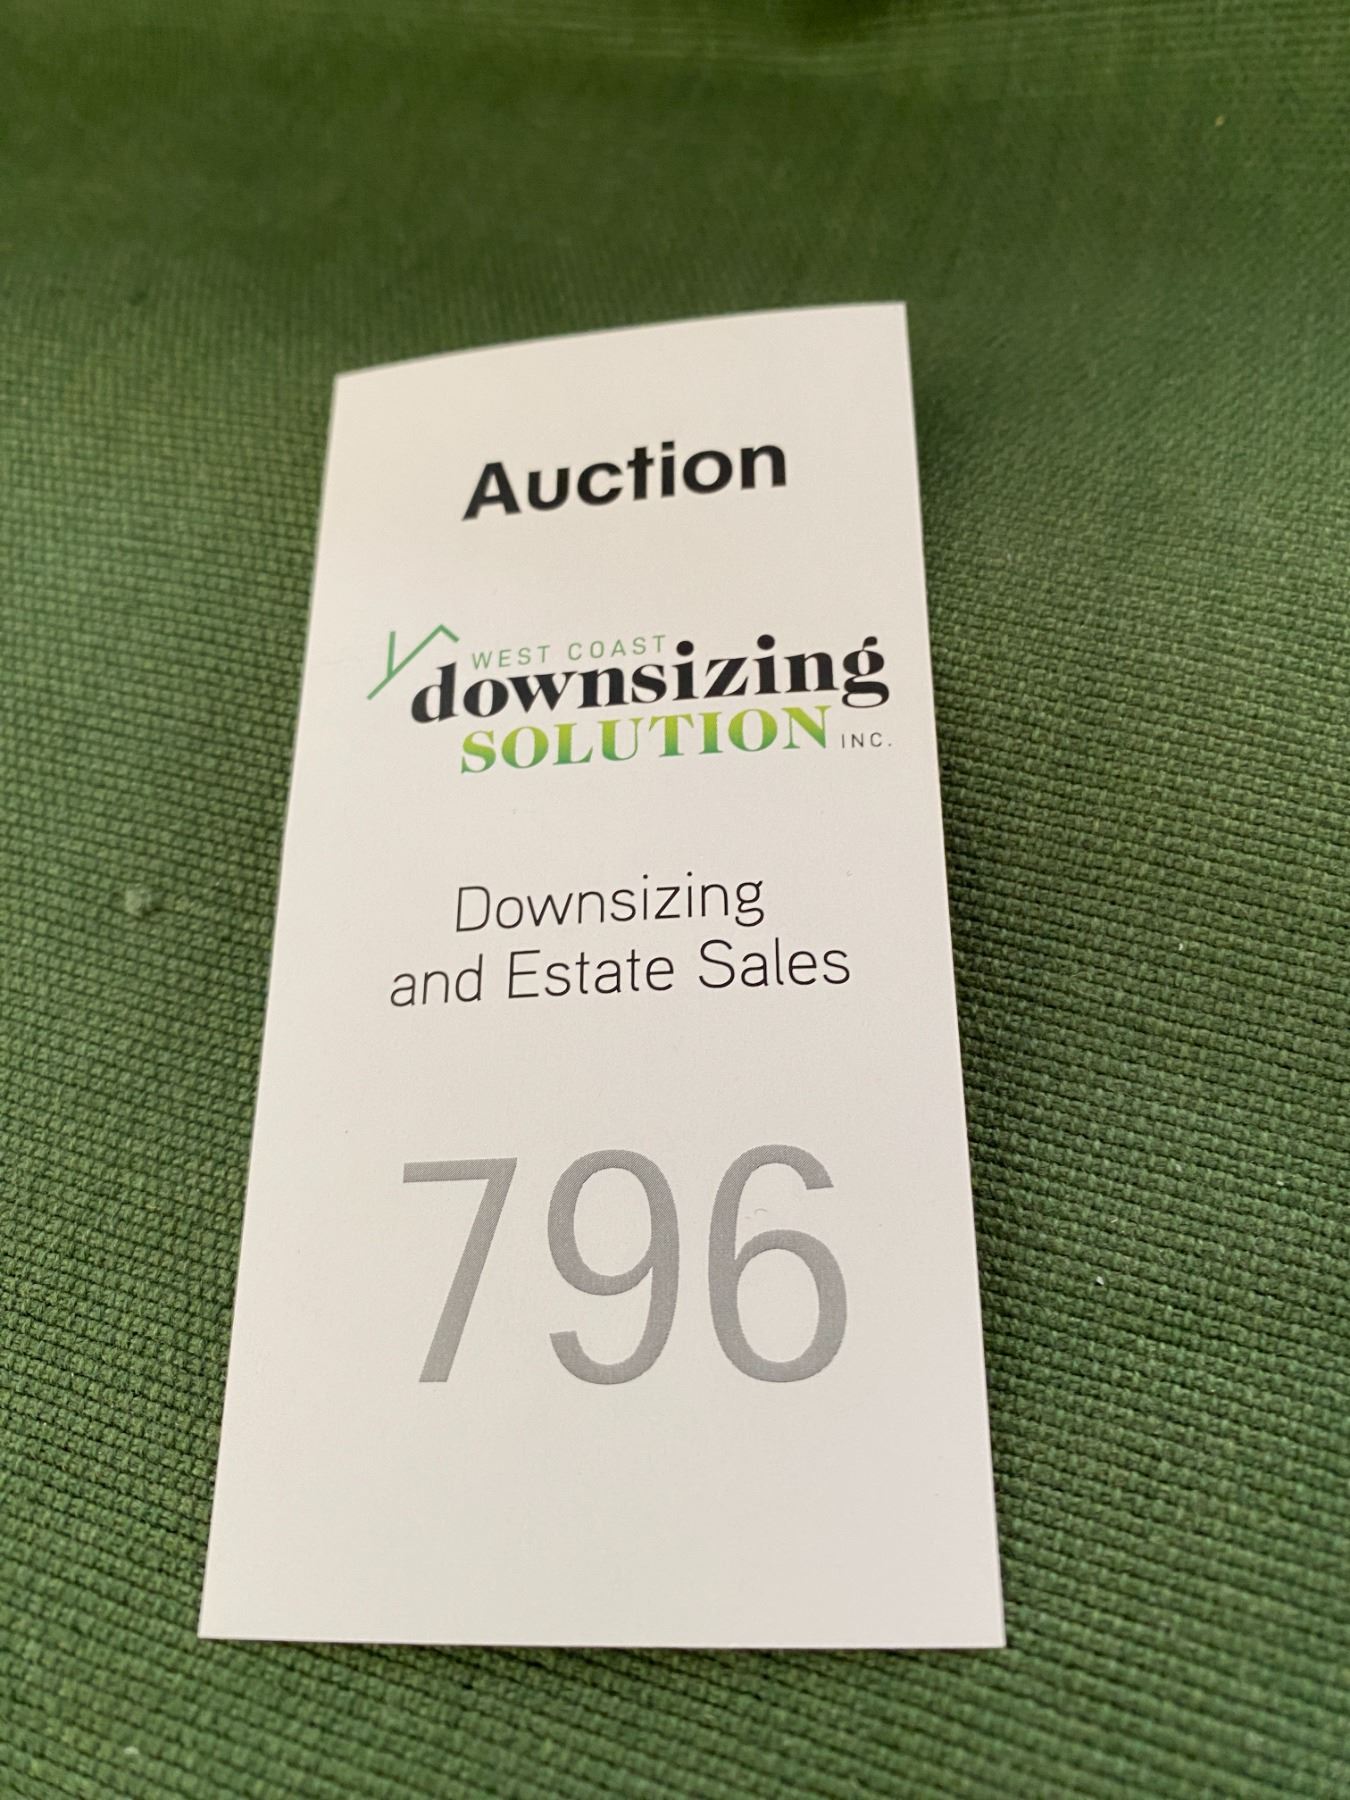 Auction
WEST COAST
downsizing
SOLUTION INC.
Downsizing
and Estate Sales
796